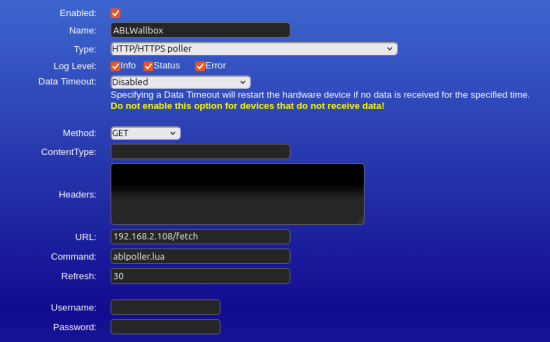 Enabled:
Name: ABLWallbox
Type: HTTP/HTTPS poller
Log Level: Info Status Error
Data Timeout: Disabled
Specifying a Data Timeout will restart the hardware device if no data is received for the specified time.
Do not enable this option for devices that do not receive data!
Method: GET
ContentType:
Headers:
URL: 192.168.2.108/fetch
Command: ablpoller.lua
Refresh: 30
Username:
Password: